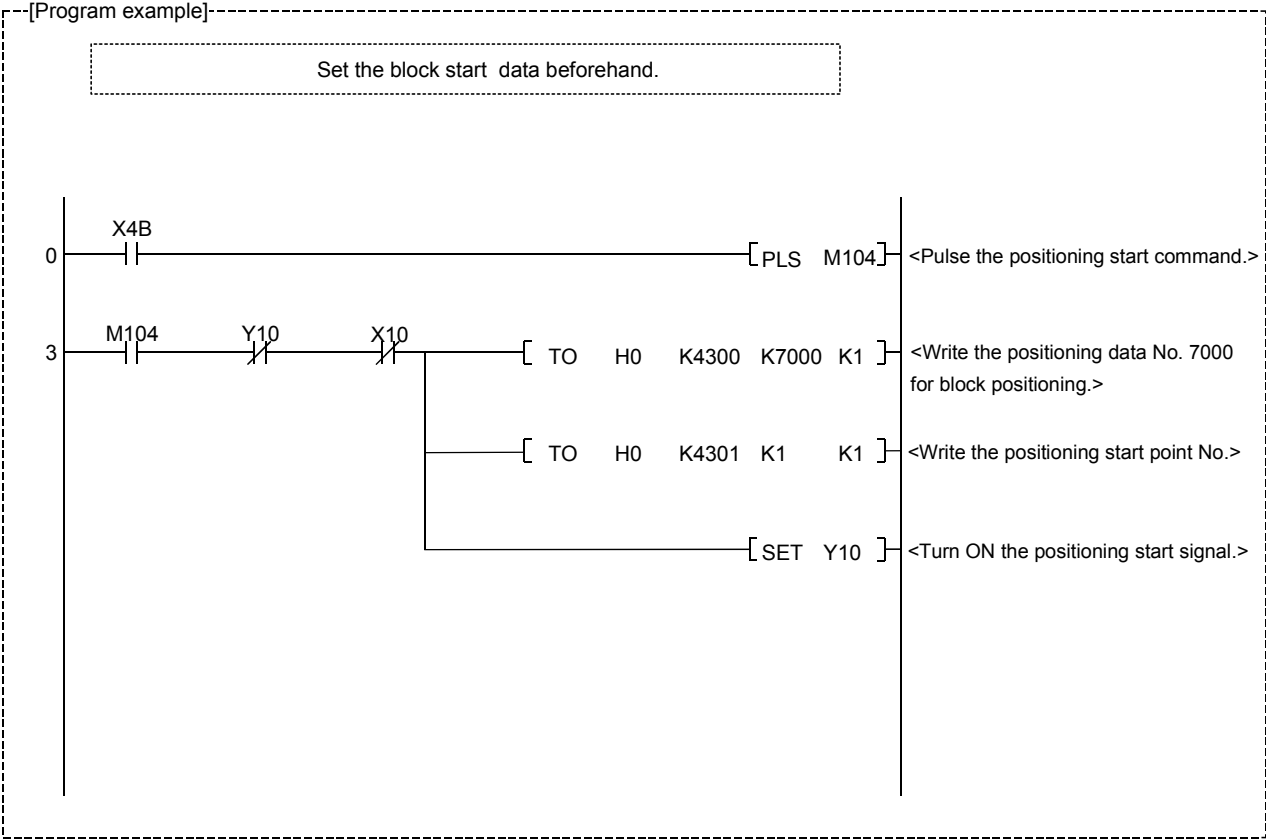 [Program example]
Set the block start data beforehand.
X4B
0 PLS M104 <Pulse the positioning start command.>
M104 Y10 X10
3 TO H0 K4300 K7000 K1 <Write the positioning data No. 7000
for block positioning.>
TO H0 K4301 K1 K1 <Write the positioning start point No.>
SET Y10 <Turn ON the positioning start signal.>